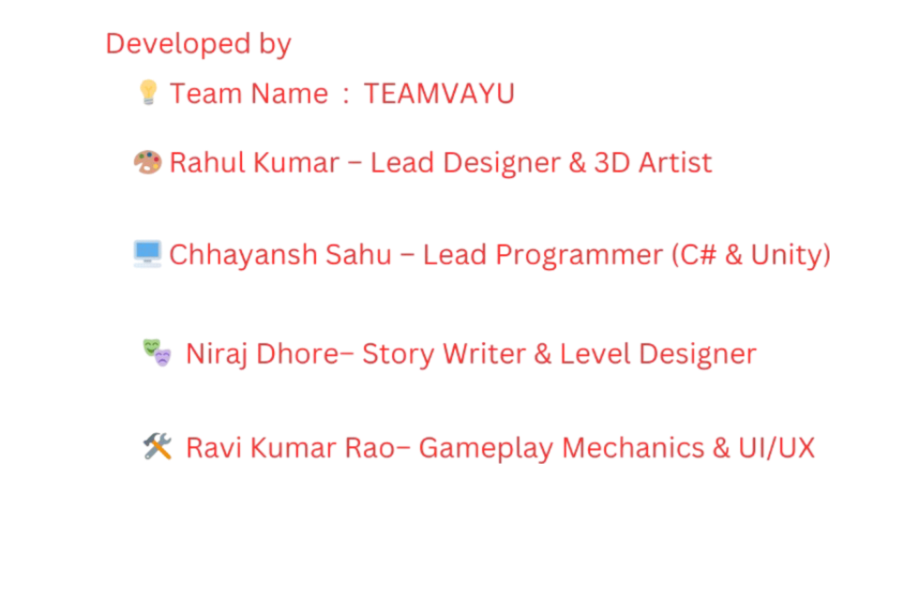 Developed by
💡 Team Name : TEAMVAYU
🎨 Rahul Kumar – Lead Designer & 3D Artist
🖥️ Chhayansh Sahu – Lead Programmer (C# & Unity)
🎭 Niraj Dhore– Story Writer & Level Designer
🛠️ Ravi Kumar Rao– Gameplay Mechanics & UI/UX